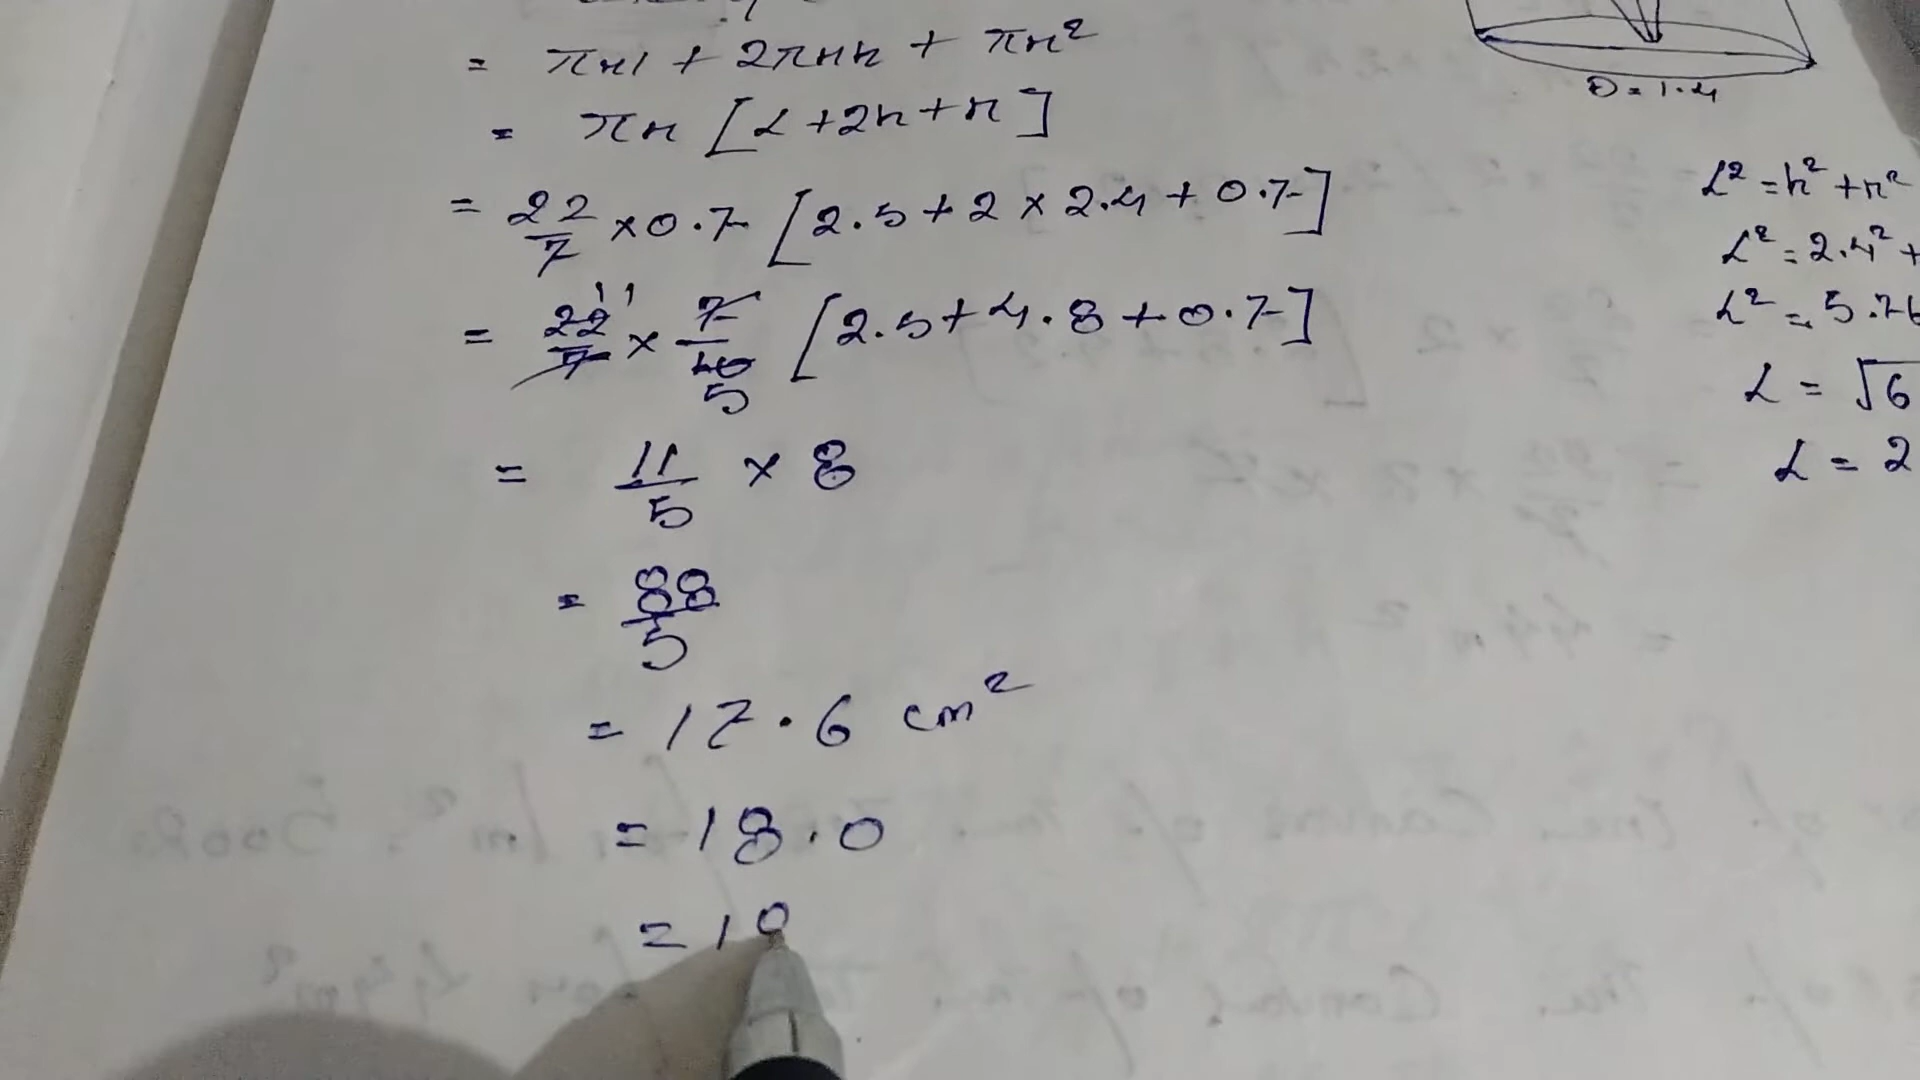 = πrl + 2πrh + πr²
= πr [L + 2h + r]
= 22/7 × 0.7 [2.5 + 2 × 2.4 + 0.7]
= 22/7 11 × 7/10 5 [2.5 + 4.8 + 0.7]
= 11/5 × 8
= 88/5
= 17.6 cm²
= 18.0
= 18
D = 1.4
L² = h² + r²
L² = 2.4² +
L² = 5.76
L = √6
L = 2